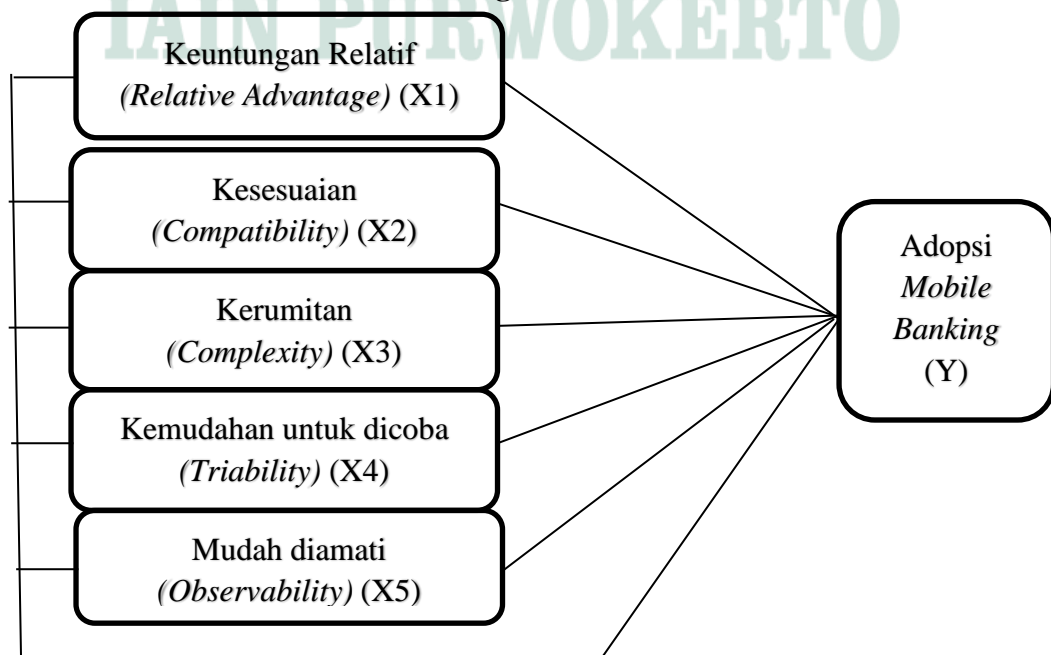 IAIN PURWOKERTO
Keuntungan Relatif
(Relative Advantage) (X1)
Kesesuaian
(Compatibility) (X2)
Kerumitan
(Complexity) (X3)
Kemudahan untuk dicoba
(Triability) (X4)
Mudah diamati
(Observability) (X5)
Adopsi
Mobile
Banking
(Y)